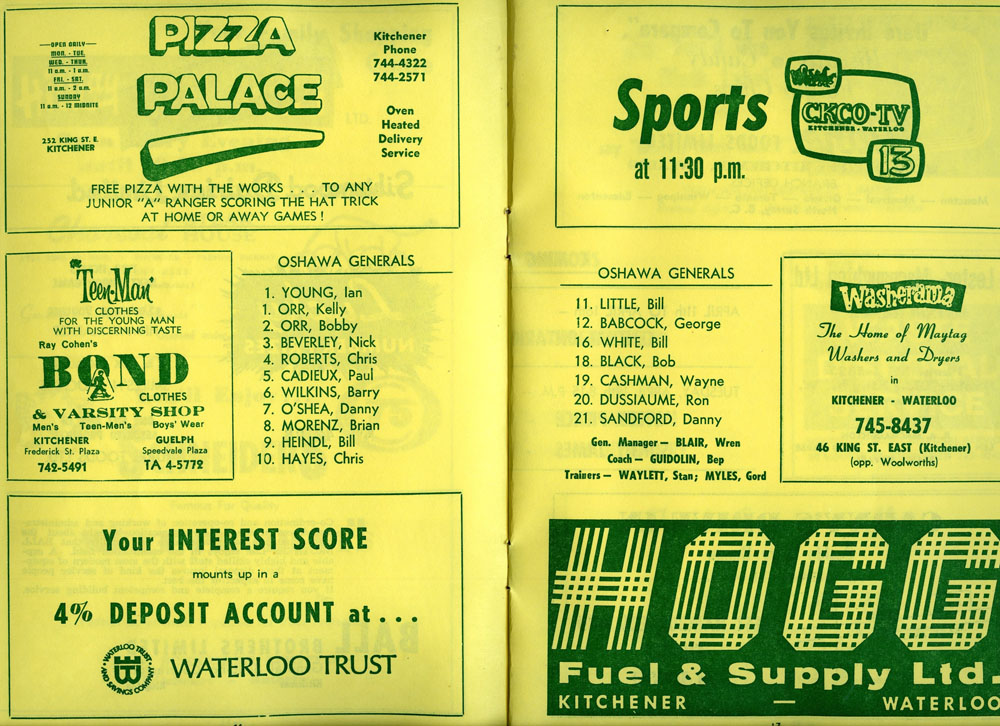 PIZZA
PALACE
OPEN DAILY
MON. - TUE.
WED. - THUR.
11 a.m. - 1 a.m.
FRI. - SAT.
11 a.m. - 2 a.m.
SUNDAY
11 a.m. - 12 MIDNITE
252 KING ST. E.
KITCHENER
Kitchener
Phone
744-4322
744-2571
Oven
Heated
Delivery
Service
FREE PIZZA WITH THE WORKS . . . TO ANY
JUNIOR "A" RANGER SCORING THE HAT TRICK
AT HOME OR AWAY GAMES !
the
Teen-Man
CLOTHES
FOR THE YOUNG MAN
WITH DISCERNING TASTE
Ray Cohen's
BOND
CLOTHES
& VARSITY SHOP
Men's Teen-Men's Boys' Wear
KITCHENER GUELPH
Frederick St. Plaza Speedvale Plaza
742-5491 TA 4-5772
OSHAWA GENERALS
1. YOUNG, Ian
1. ORR, Kelly
2. ORR, Bobby
3. BEVERLEY, Nick
4. ROBERTS, Chris
5. CADIEUX, Paul
6. WILKINS, Barry
7. O'SHEA, Danny
8. MORENZ, Brian
9. HEINDL, Bill
10. HAYES, Chris
Your INTEREST SCORE
mounts up in a
4% DEPOSIT ACCOUNT at . . .
WATERLOO TRUST
AND SAVINGS COMPANY
WATERLOO TRUST
Sports
at 11:30 p.m.
CKCO-TV
KITCHENER - WATERLOO
13
OSHAWA GENERALS
11. LITTLE, Bill
12. BABCOCK, George
16. WHITE, Bill
18. BLACK, Bob
19. CASHMAN, Wayne
20. DUSSIAUME, Ron
21. SANDFORD, Danny
Gen. Manager — BLAIR, Wren
Coach — GUIDOLIN, Bep
Trainers — WAYLETT, Stan; MYLES, Gord
Washerama
The Home of Maytag
Washers and Dryers
in
KITCHENER - WATERLOO
745-8437
46 KING ST. EAST (Kitchener)
(opp. Woolworths)
HOGG
Fuel & Supply Ltd.
KITCHENER — WATERLOO